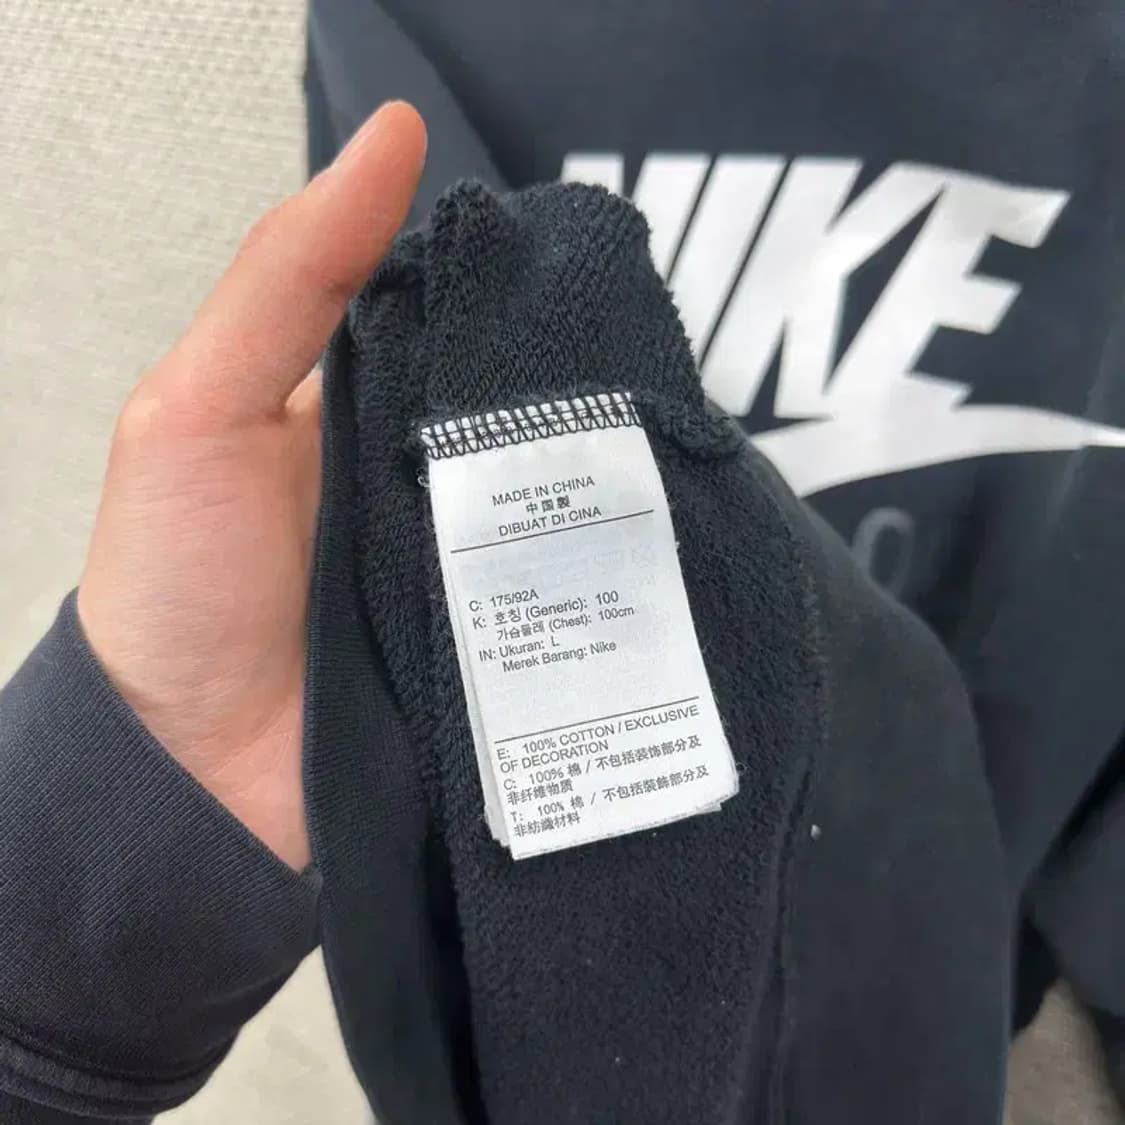 NIKE
MADE IN CHINA
中国製
DIBUAT DI CINA
C: 175/92A
K: 호칭 (Generic): 100
가슴둘레 (Chest): 100cm
IN: Ukuran: L
Merek Barang: Nike
E: 100% COTTON / EXCLUSIVE
OF DECORATION
C: 100% 棉 / 不包括装饰部分及
非纤维物质
T: 100% 棉 / 不包括裝飾部分及
非紡織材料